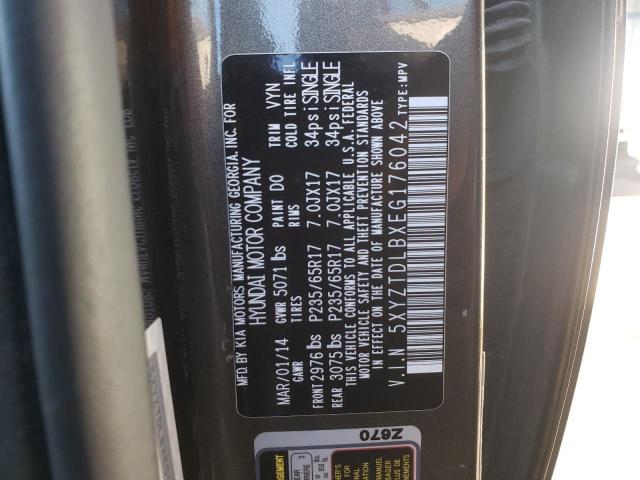 MFD.BY KIA MOTORS MANUFACTURING GEORGIA, INC. FOR
HYUNDAI MOTOR COMPANY
MAR/01/14 GVWR 5071 lbs PAINT DO TRIM VYN
GAWR TIRES RIMS COLD TIRE INFL
FRONT 2976 lbs P235/65R17 7.0JX17 34psi SINGLE
REAR 3075 lbs P235/65R17 7.0JX17 34psi SINGLE
THIS VEHICLE CONFORMS TO ALL APPLICABLE U.S.A. FEDERAL
MOTOR VEHICLE SAFETY AND THEFT PREVENTION STANDARDS
IN EFFECT ON THE DATE OF MANUFACTURE SHOWN ABOVE.
V.I.N 5XYZTDLBXEG176042 TYPE:MPV
Z670